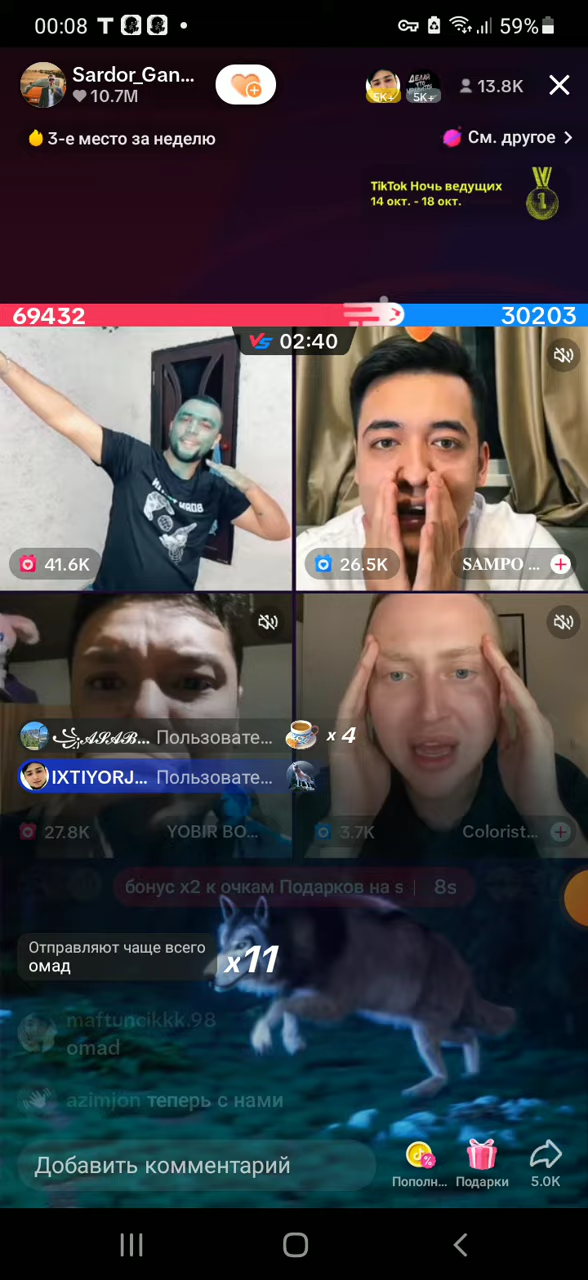 00:08
59%
Sardor_Gan...
10.7M
5K+
5K+
13.8K
3-е место за неделю
См. другое
TikTok Ночь ведущих
14 окт. - 18 окт.
1
69432
30203
VS 02:40
41.6K
26.5K
SAMPO ...
Пользовате...
x 4
IXTIYORJ...
Пользовате...
27.8K
YOBIR BO...
3.7K
Colorist...
бонус x2 к очкам Подарков на s
8s
Отправляют чаще всего
омад
x11
maftuncikkk.98
omad
azimjon теперь с нами
Добавить комментарий
Пополн...
Подарки
5.0K